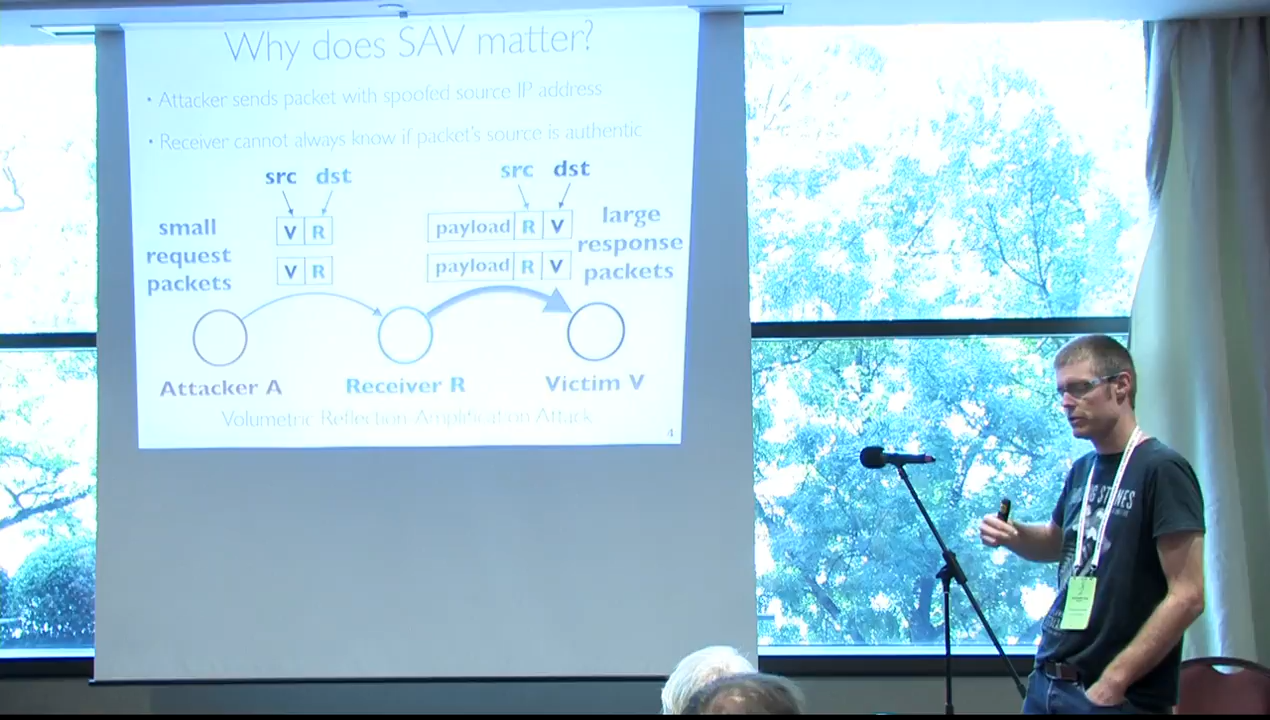 Why does SAV matter?
• Attacker sends packet with spoofed source IP address
• Receiver cannot always know if packet's source is authentic
src dst
src dst
small
request
packets
V R
V R
payload R V
payload R V
large
response
packets
Attacker A
Receiver R
Victim V
Volumetric Reflection Amplification Attack
4